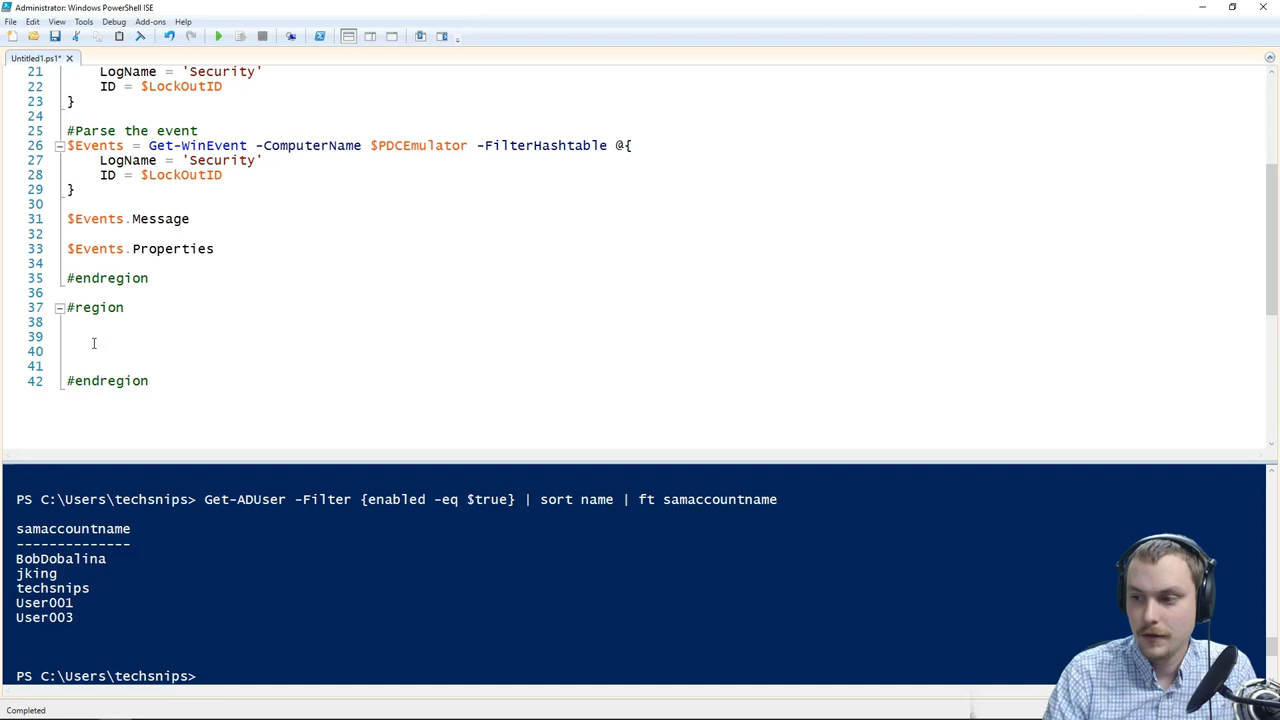 Administrator: Windows PowerShell ISE
File Edit View Tools Debug Add-ons Help
Untitled1.ps1*
21 LogName = 'Security'
22 ID = $LockOutID
23 }
24
25 #Parse the event
26 $Events = Get-WinEvent -ComputerName $PDCEmulator -FilterHashtable @{
27 LogName = 'Security'
28 ID = $LockOutID
29 }
30
31 $Events.Message
32
33 $Events.Properties
34
35 #endregion
36
37 #region
38
39
40
41
42 #endregion
PS C:\Users\techsnips> Get-ADUser -Filter {enabled -eq $true} | sort name | ft samaccountname
samaccountname
--------------
BobDobalina
jking
techsnips
User001
User003
PS C:\Users\techsnips>
Completed